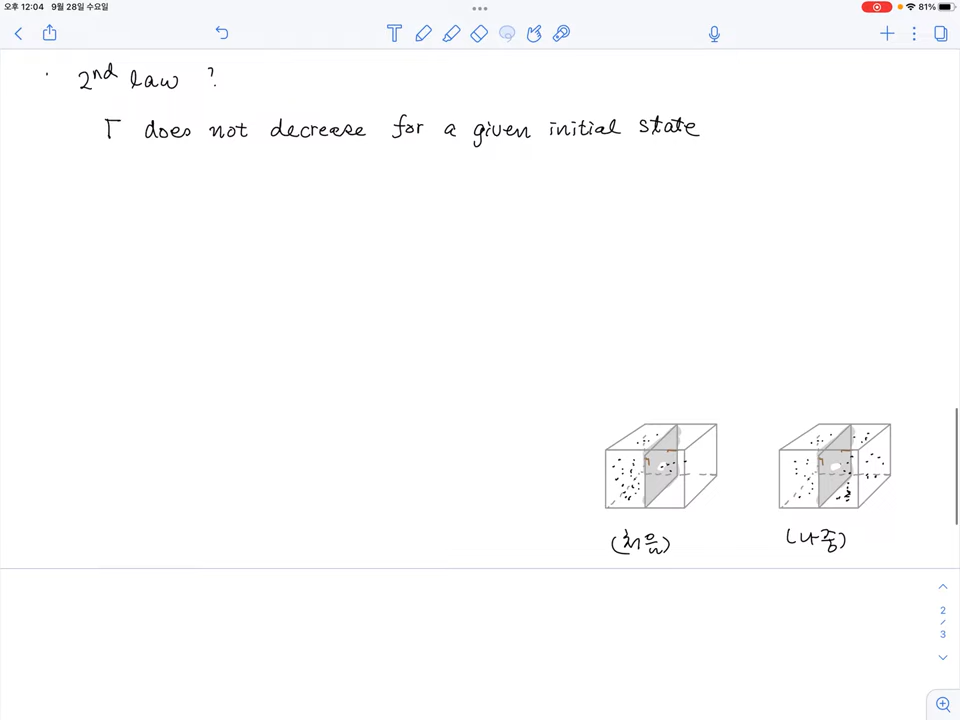 오후 12:04 9월 28일 수요일
81%
· 2nd law ?
Γ does not decrease for a given initial state
(처음)
(나중)
2
/
3